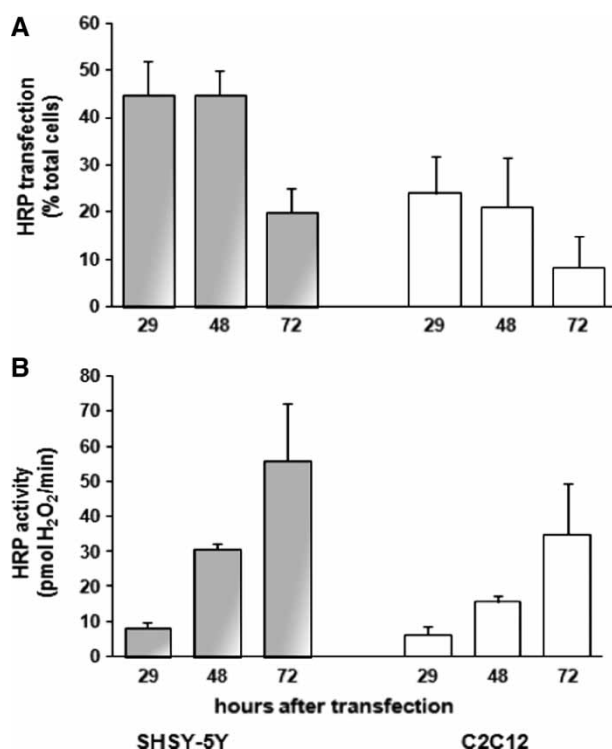 A
HRP transfection
(% total cells)
60
50
40
30
20
10
0
29 48 72 29 48 72
B
HRP activity
(pmol H₂O₂/min)
80
70
60
50
40
30
20
10
0
29 48 72 29 48 72
hours after transfection
SHSY-5Y C2C12